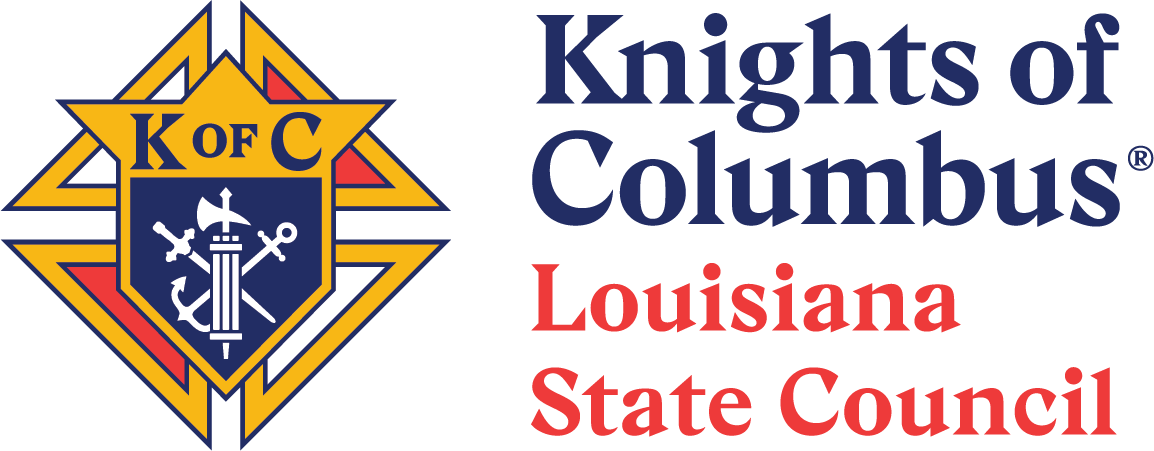 K OF C
Knights of
Columbus®
Louisiana
State Council